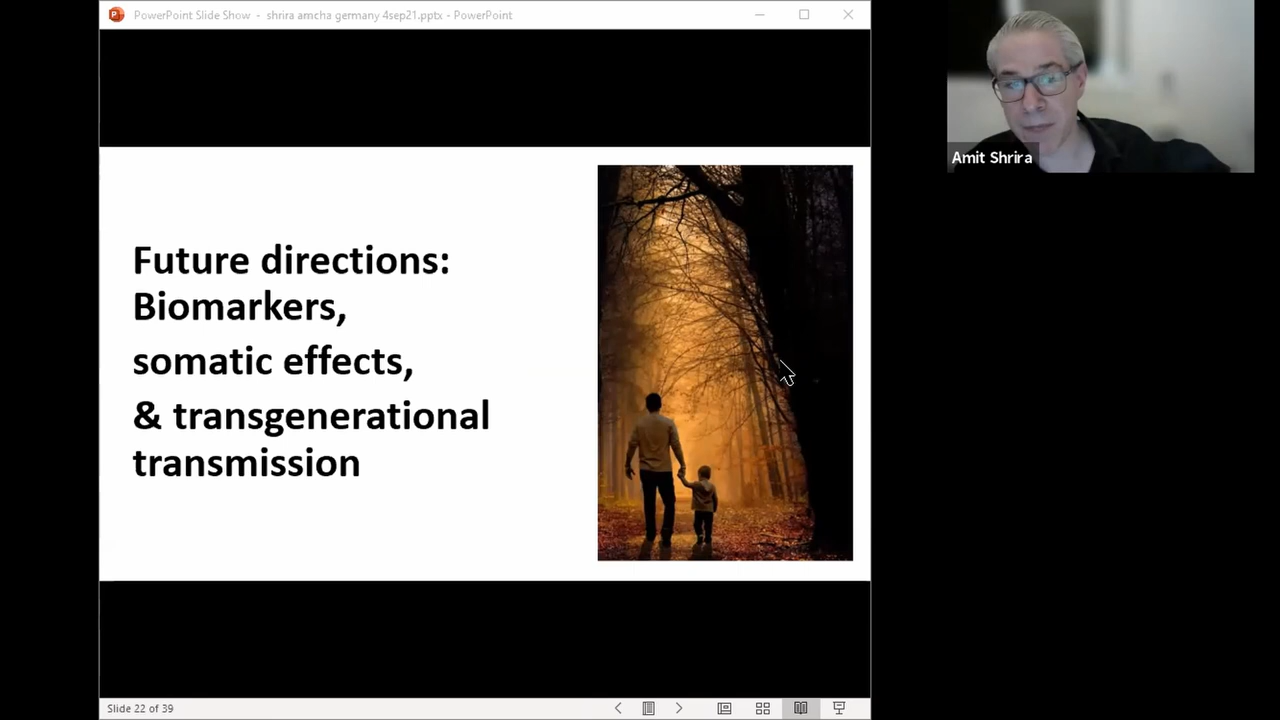 PowerPoint Slide Show - shrira amcha germany 4sep21.pptx - PowerPoint
Amit Shrira
Future directions:
Biomarkers,
somatic effects,
& transgenerational
transmission
Slide 22 of 39